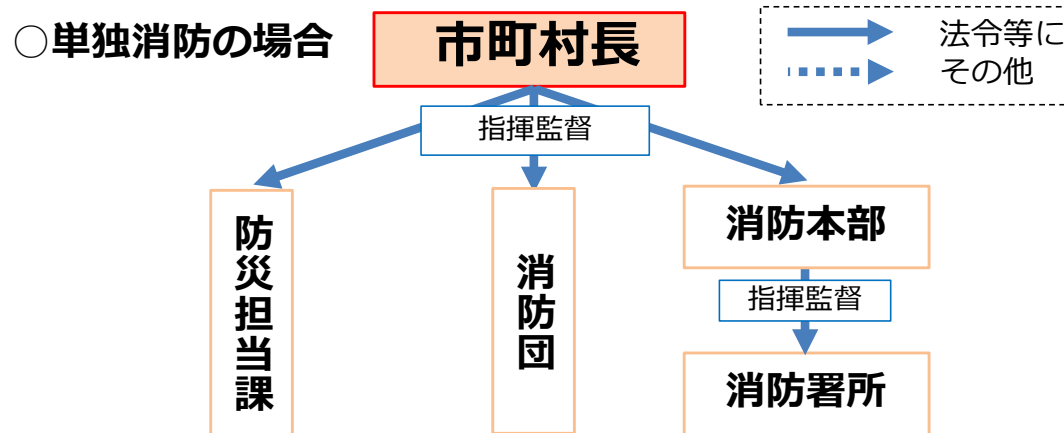 ○単独消防の場合
市町村長
法令等に
その他
指揮監督
防災担当課
消防団
消防本部
指揮監督
消防署所